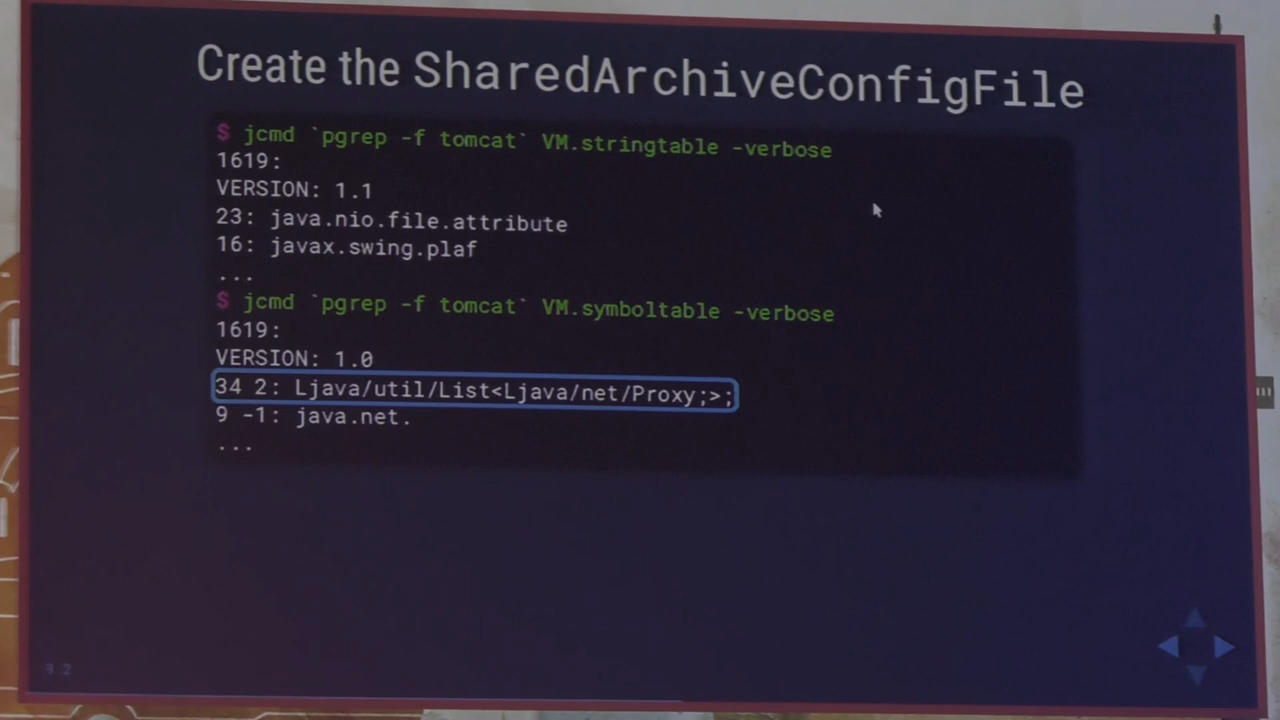 Create the SharedArchiveConfigFile
$ jcmd `pgrep -f tomcat` VM.stringtable -verbose
1619:
VERSION: 1.1
23: java.nio.file.attribute
16: javax.swing.plaf
...
$ jcmd `pgrep -f tomcat` VM.symboltable -verbose
1619:
VERSION: 1.0
34 2: Ljava/util/List<Ljava/net/Proxy;>;
9 -1: java.net.
...